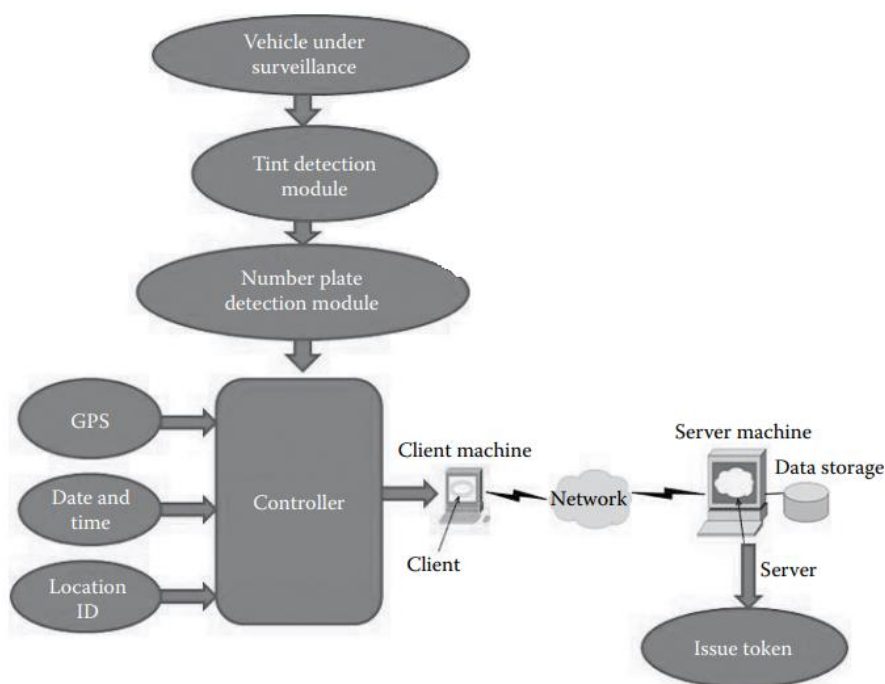 Vehicle under
surveillance
Tint detection
module
Number plate
detection module
GPS
Date and
time
Location
ID
Controller
Client machine
Client
Network
Server machine
Data storage
Server
Issue token